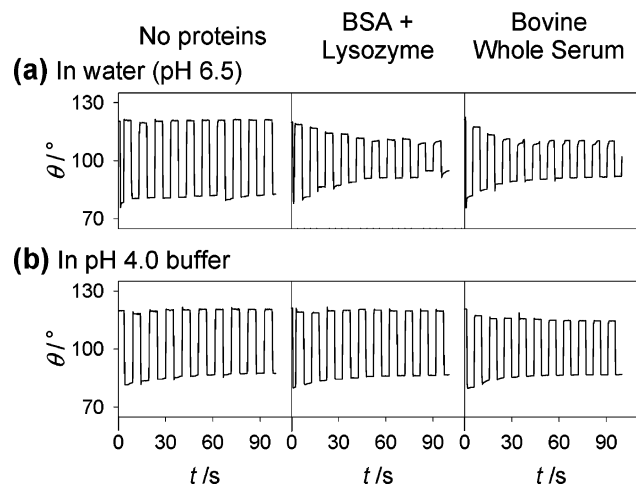 No proteins
BSA +
Lysozyme
Bovine
Whole Serum
(a) In water (pH 6.5)
130
100
70
θ/°
(b) In pH 4.0 buffer
130
100
70
θ/°
0 30 60 90 0 30 60 90 0 30 60 90
t /s t /s t /s